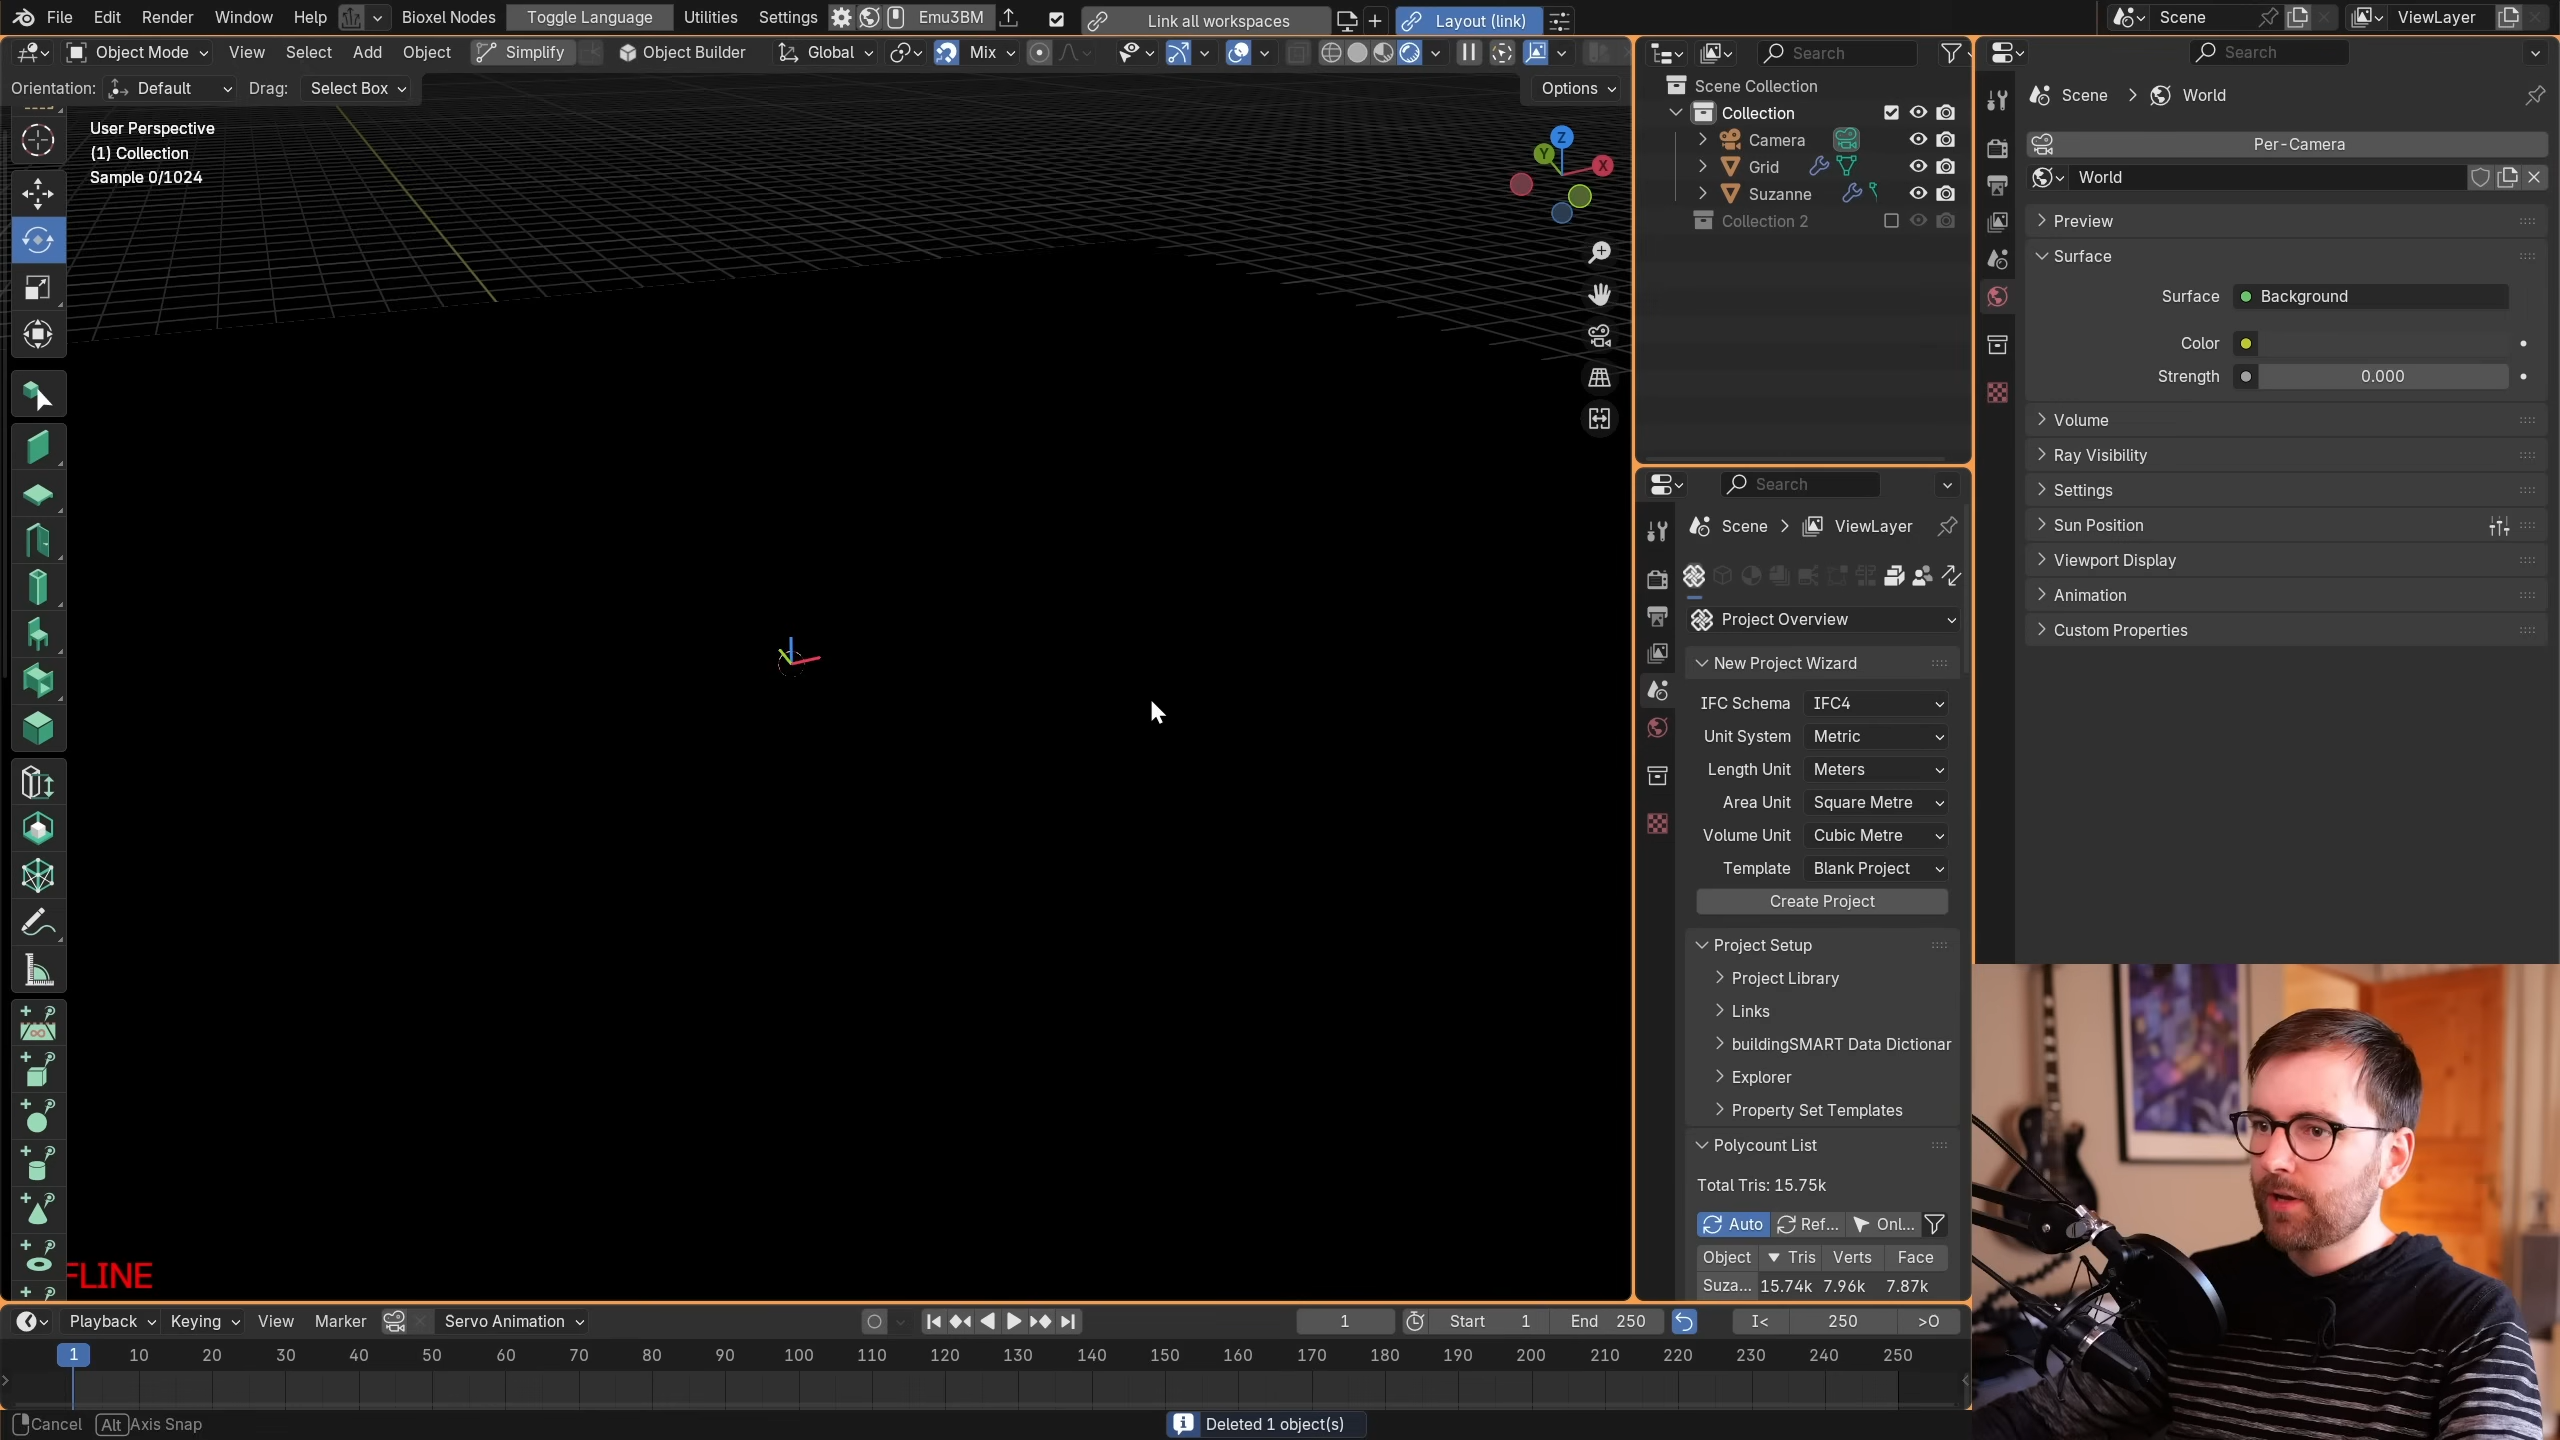 File Edit Render Window Help Bioxel Nodes Toggle Language Utilities Settings Emu3BM Link all workspaces Layout (link) Scene ViewLayer
Object Mode View Select Add Object Simplify Object Builder Global Mix
Orientation: Default Drag: Select Box Options
User Perspective
(1) Collection
Sample 0/1024
Z
Y
X
FLINE
Search
Scene Collection
Collection
Camera
Grid
Suzanne
Collection 2
Search
Scene > ViewLayer
Project Overview
New Project Wizard
IFC Schema IFC4
Unit System Metric
Length Unit Meters
Area Unit Square Metre
Volume Unit Cubic Metre
Template Blank Project
Create Project
Project Setup
Project Library
Links
buildingSMART Data Dictionar
Explorer
Property Set Templates
Polycount List
Total Tris: 15.75k
Auto Ref... Onl...
Object Tris Verts Face
Suza... 15.74k 7.96k 7.87k
Search
Scene > World
Per-Camera
World
Preview
Surface
Surface Background
Color
Strength 0.000
Volume
Ray Visibility
Settings
Sun Position
Viewport Display
Animation
Custom Properties
Playback Keying View Marker Servo Animation 1 Start 1 End 250 I< 250 >O
1 10 20 30 40 50 60 70 80 90 100 110 120 130 140 150 160 170 180 190 200 210 220 230 240 250
Cancel Alt Axis Snap Deleted 1 object(s)